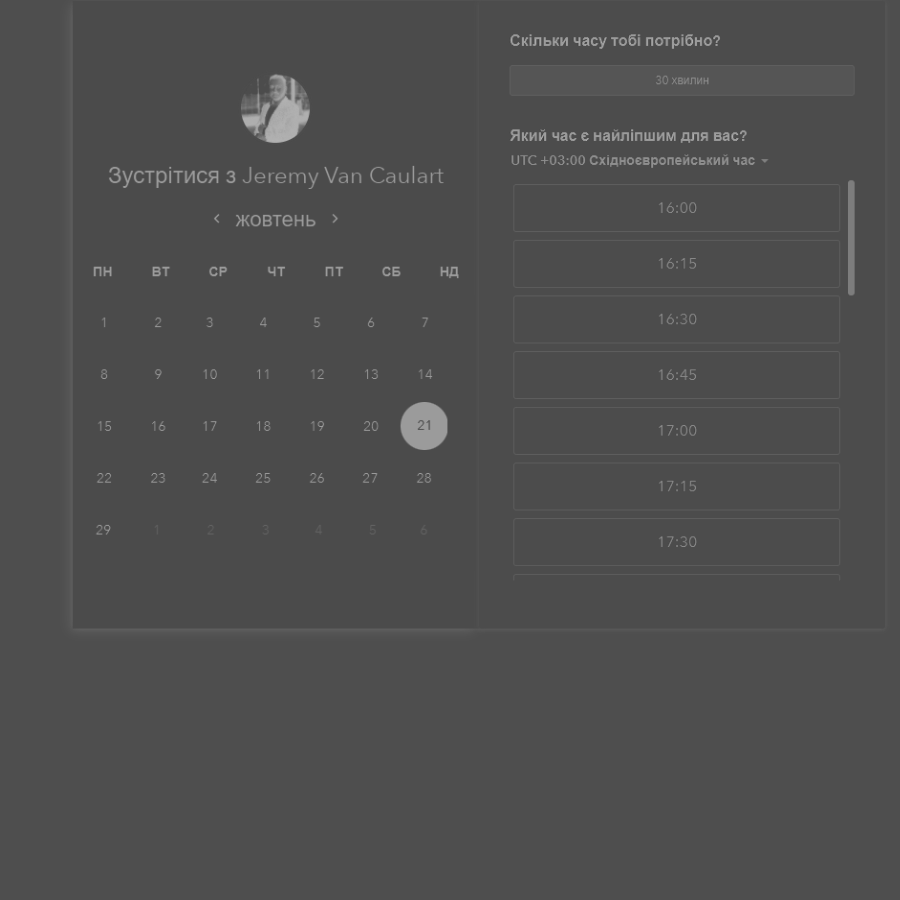 Зустрітися з Jeremy Van Caulart
жовтень
ПН ВТ СР ЧТ ПТ СБ НД
1 2 3 4 5 6 7
8 9 10 11 12 13 14
15 16 17 18 19 20 21
22 23 24 25 26 27 28
29 1 2 3 4 5 6
Скільки часу тобі потрібно?
30 хвилин
Який час є найліпшим для вас?
UTC +03:00 Східноєвропейський час
16:00
16:15
16:30
16:45
17:00
17:15
17:30